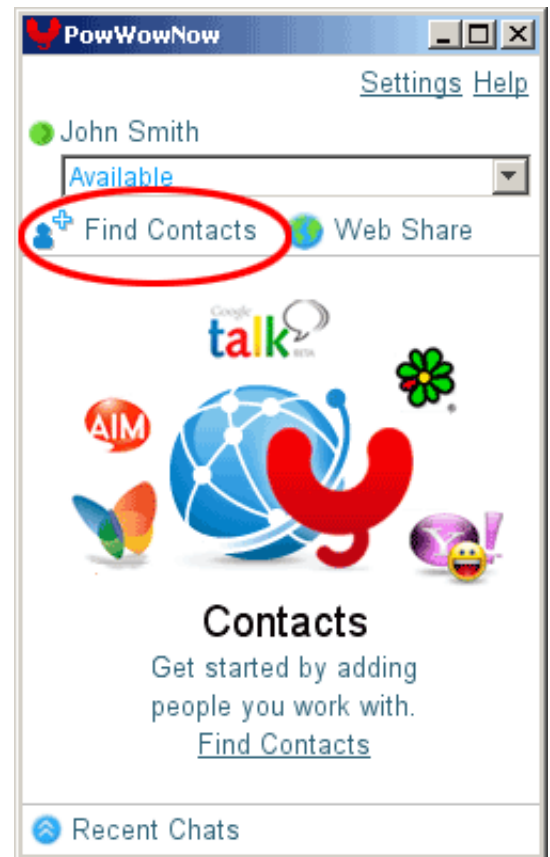 PowWowNow
Settings Help
John Smith
Available
Find Contacts Web Share
Google
talk
BETA
AIM
Y!
Contacts
Get started by adding
people you work with.
Find Contacts
Recent Chats